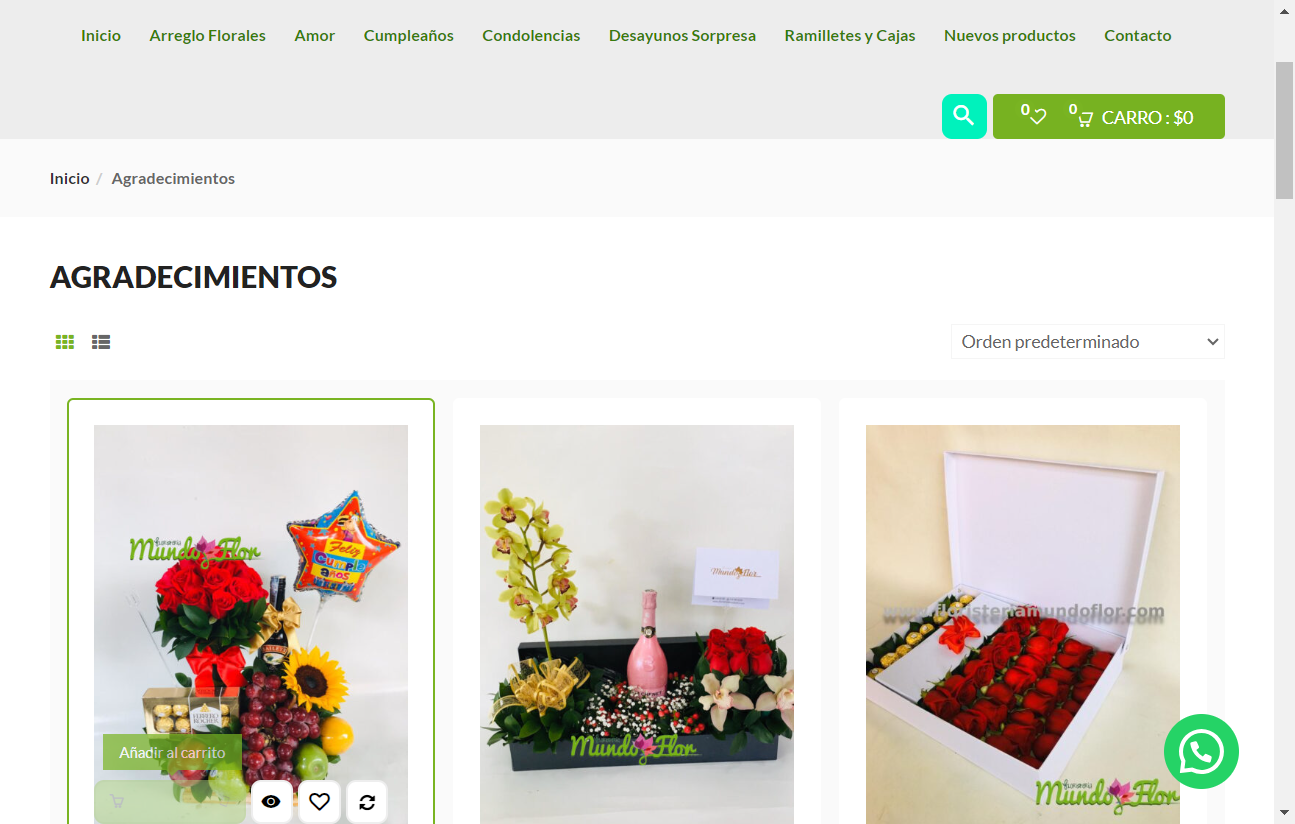 Inicio Arreglo Florales Amor Cumpleaños Condolencias Desayunos Sorpresa Ramilletes y Cajas Nuevos productos Contacto
0 0 CARRO : $0
Inicio / Agradecimientos
AGRADECIMIENTOS
Orden predeterminado
Mundo Flor
Feliz
Cumple
años
FERRERO
ROCHER
Añadir al carrito
Mundo Flor
Mundo Flor
www.floristeriamundoflor.com
Mundo Flor